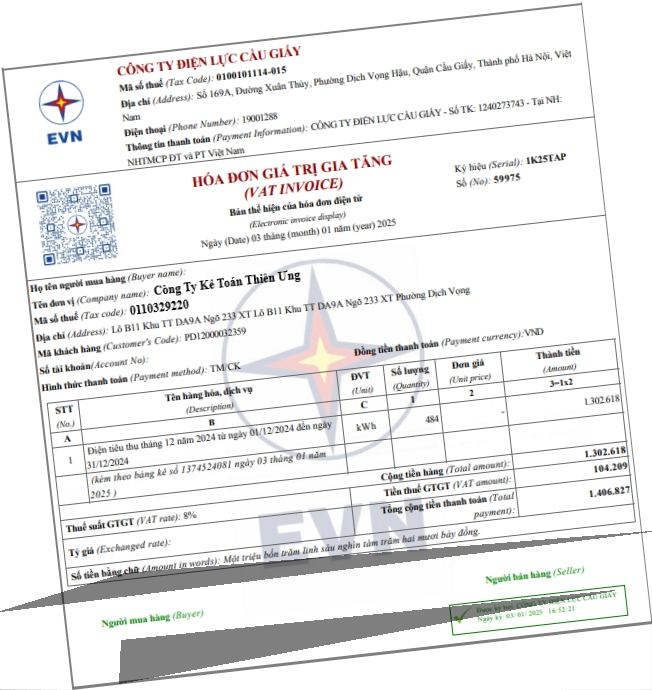 CÔNG TY ĐIỆN LỰC CẦU GIẤY
Mã số thuế (Tax Code): 0100101114-015
Địa chỉ (Address): Số 169A, Đường Xuân Thủy, Phường Dịch Vọng Hậu, Quận Cầu Giấy, Thành phố Hà Nội, Việt
Nam
Điện thoại (Phone Number): 19001288
Thông tin thanh toán (Payment Information): CÔNG TY ĐIỆN LỰC CẦU GIẤY - Số TK: 1240273743 - Tại NH:
NHTMCP ĐT và PT Việt Nam
EVN
HÓA ĐƠN GIÁ TRỊ GIA TĂNG
(VAT INVOICE)
Bản thể hiện của hóa đơn điện tử
(Electronic invoice display)
Ngày (Date) 03 tháng (month) 01 năm (year) 2025
Ký hiệu (Serial): 1K25TAP
Số (No): 59975
Họ tên người mua hàng (Buyer name):
Tên đơn vị (Company name): Công Ty Kế Toán Thiên Ưng
Mã số thuế (Tax code): 0110329220
Địa chỉ (Address): Lô B11 Khu TT DA9A Ngõ 233 XT Lô B11 Khu TT DA9A Ngõ 233 XT Phường Dịch Vọng
Mã khách hàng (Customer's Code): PD12000032359
Số tài khoản(Account No):
Hình thức thanh toán (Payment method): TM/CK
Đồng tiền thanh toán (Payment currency):VND
STT (No.) Tên hàng hóa, dịch vụ (Description) ĐVT (Unit) Số lượng (Quantity) Đơn giá (Unit price) Thành tiền (Amount)
A B C 1 2 3=1x2
1 Điện tiêu thụ tháng 12 năm 2024 từ ngày 01/12/2024 đến ngày kWh 484 - 1.302.618
31/12/2024
(kèm theo bảng kê số 1374524081 ngày 03 tháng 01 năm
2025 )
Cộng tiền hàng (Total amount): 1.302.618
Thuế suất GTGT (VAT rate): 8% Tiền thuế GTGT (VAT amount): 104.209
Tỷ giá (Exchanged rate): Tổng cộng tiền thanh toán (Total payment): 1.406.827
Số tiền bằng chữ (Amount in words): Một triệu bốn trăm linh sáu nghìn tám trăm hai mươi bảy đồng.
EVN
Người mua hàng (Buyer)
Người bán hàng (Seller)
Được ký bởi: CÔNG TY ĐIỆN LỰC CẦU GIẤY
Ngày ký: 03/01/2025 16:52:21